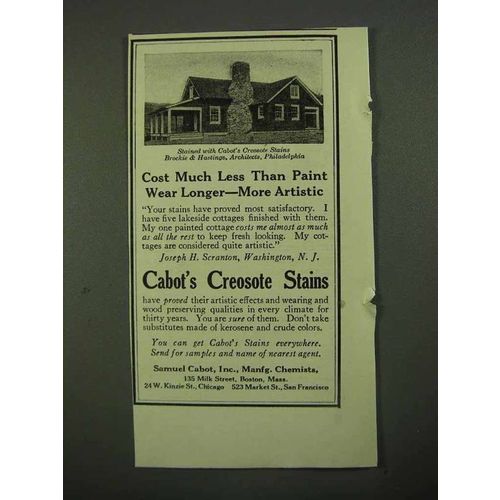 Stained with Cabot's Creosote Stains
Brockie & Hastings, Architects, Philadelphia
Cost Much Less Than Paint
Wear Longer—More Artistic
"Your stains have proved most satisfactory. I
have five lakeside cottages finished with them.
My one painted cottage costs me almost as much
as all the rest to keep fresh looking. My cot-
tages are considered quite artistic."
Joseph H. Scranton, Washington, N. J.
Cabot's Creosote Stains
have proved their artistic effects and wearing and
wood preserving qualities in every climate for
thirty years. You are sure of them. Don't take
substitutes made of kerosene and crude colors.
You can get Cabot's Stains everywhere.
Send for samples and name of nearest agent.
Samuel Cabot, Inc., Manfg. Chemists,
135 Milk Street, Boston, Mass.
24 W. Kinzie St., Chicago 523 Market St., San Francisco